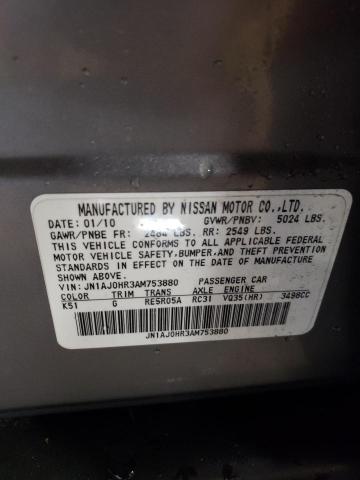 MANUFACTURED BY NISSAN MOTOR CO.,LTD.
DATE: 01/10 GVWR/PNBV: 5024 LBS.
GAWR/PNBE FR: 2484 LBS. RR: 2549 LBS.
THIS VEHICLE CONFORMS TO ALL APPLICABLE FEDERAL
MOTOR VEHICLE SAFETY,BUMPER,AND THEFT PREVENTION
STANDARDS IN EFFECT ON THE DATE OF MANUFACTURE
SHOWN ABOVE.
VIN: JN1AJ0HR3AM753880 PASSENGER CAR
COLOR TRIM TRANS AXLE ENGINE
K51 G RE5R05A RC31 VQ35(HR) 3498CC
JN1AJ0HR3AM753880